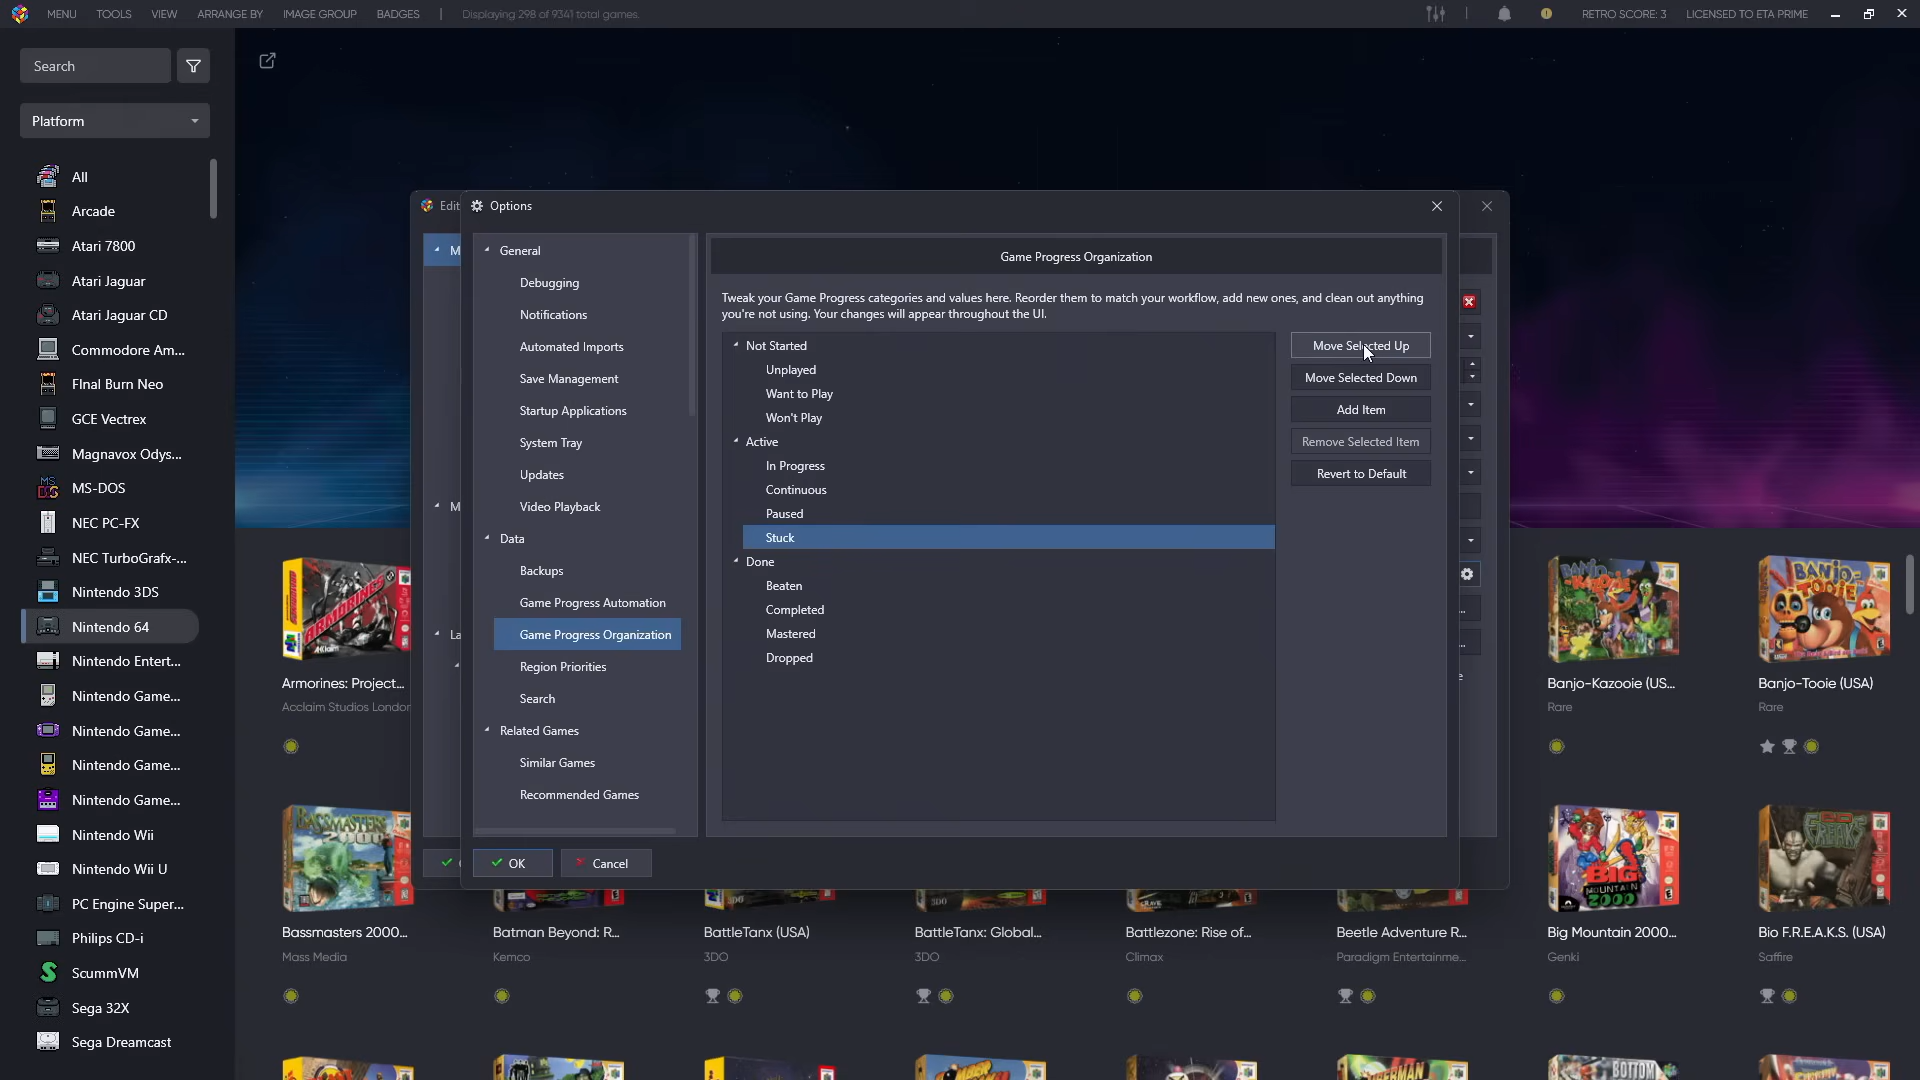 MENU TOOLS VIEW ARRANGE BY IMAGE GROUP BADGES | Displaying 298 of 9341 total games. RETRO SCORE: 3 LICENSED TO ETA PRIME
Search
Platform
All
Arcade
Atari 7800
Atari Jaguar
Atari Jaguar CD
Commodore Am...
FInal Burn Neo
GCE Vectrex
Magnavox Odys...
MS-DOS
NEC PC-FX
NEC TurboGrafx-...
Nintendo 3DS
Nintendo 64
Nintendo Entert...
Nintendo Game...
Nintendo Game...
Nintendo Game...
Nintendo Game...
Nintendo Wii
Nintendo Wii U
PC Engine Super...
Philips CD-i
ScummVM
Sega 32X
Sega Dreamcast
Edit
Options
General
Debugging
Notifications
Automated Imports
Save Management
Startup Applications
System Tray
Updates
Video Playback
Data
Backups
Game Progress Automation
Game Progress Organization
Region Priorities
Search
Related Games
Similar Games
Recommended Games
OK
Cancel
Game Progress Organization
Tweak your Game Progress categories and values here. Reorder them to match your workflow, add new ones, and clean out anything
you're not using. Your changes will appear throughout the UI.
Not Started
Unplayed
Want to Play
Won't Play
Active
In Progress
Continuous
Paused
Stuck
Done
Beaten
Completed
Mastered
Dropped
Move Selected Up
Move Selected Down
Add Item
Remove Selected Item
Revert to Default
Armorines: Project...
Acclaim Studios London
Banjo-Kazooie (US...
Rare
Banjo-Tooie (USA)
Rare
Bassmasters 2000...
Mass Media
Batman Beyond: R...
Kemco
BattleTanx (USA)
3DO
BattleTanx: Global...
3DO
Battlezone: Rise of...
Climax
Beetle Adventure R...
Paradigm Entertainme...
Big Mountain 2000...
Genki
Bio F.R.E.A.K.S. (USA)
Saffire